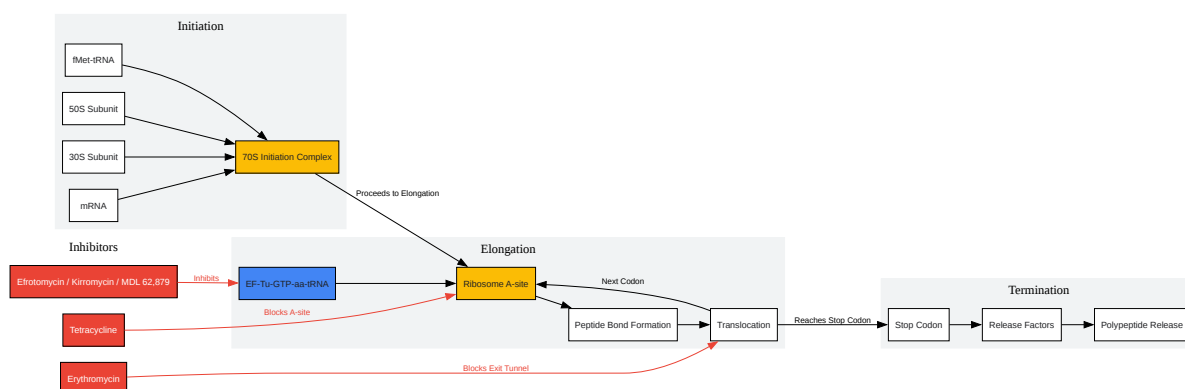 Initiation
fMet-tRNA
50S Subunit
30S Subunit
mRNA
70S Initiation Complex
Proceeds to Elongation
Inhibitors
Efrotomycin / Kirromycin / MDL 62,879
Inhibits
Tetracycline
Blocks A-site
Erythromycin
Blocks Exit Tunnel
Elongation
EF-Tu-GTP-aa-tRNA
Ribosome A-site
Next Codon
Peptide Bond Formation
Translocation
Reaches Stop Codon
Termination
Stop Codon
Release Factors
Polypeptide Release